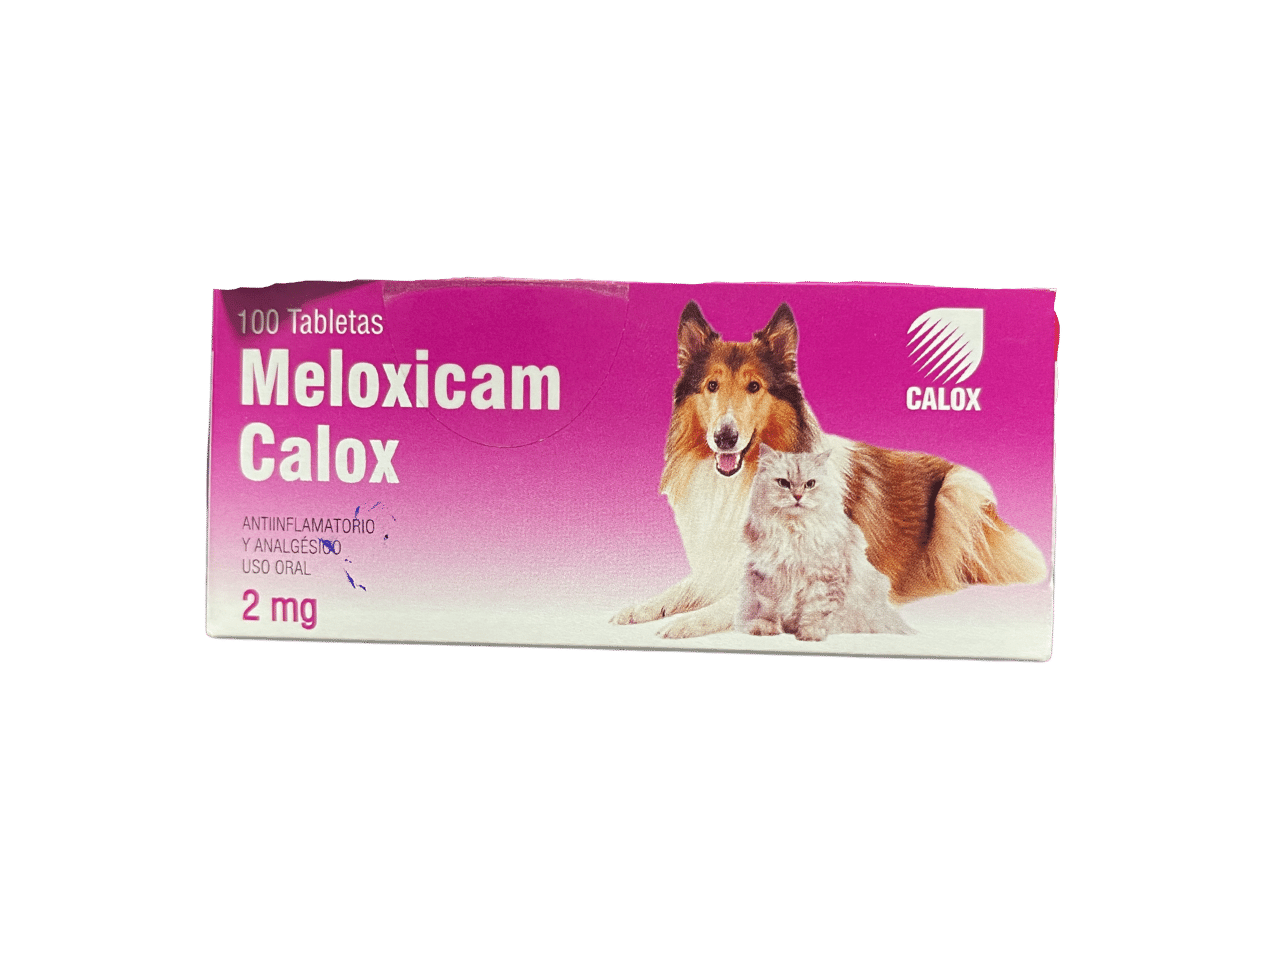 100 Tabletas
Meloxicam
Calox
ANTIINFLAMATORIO
Y ANALGÉSICO
USO ORAL
2 mg
CALOX